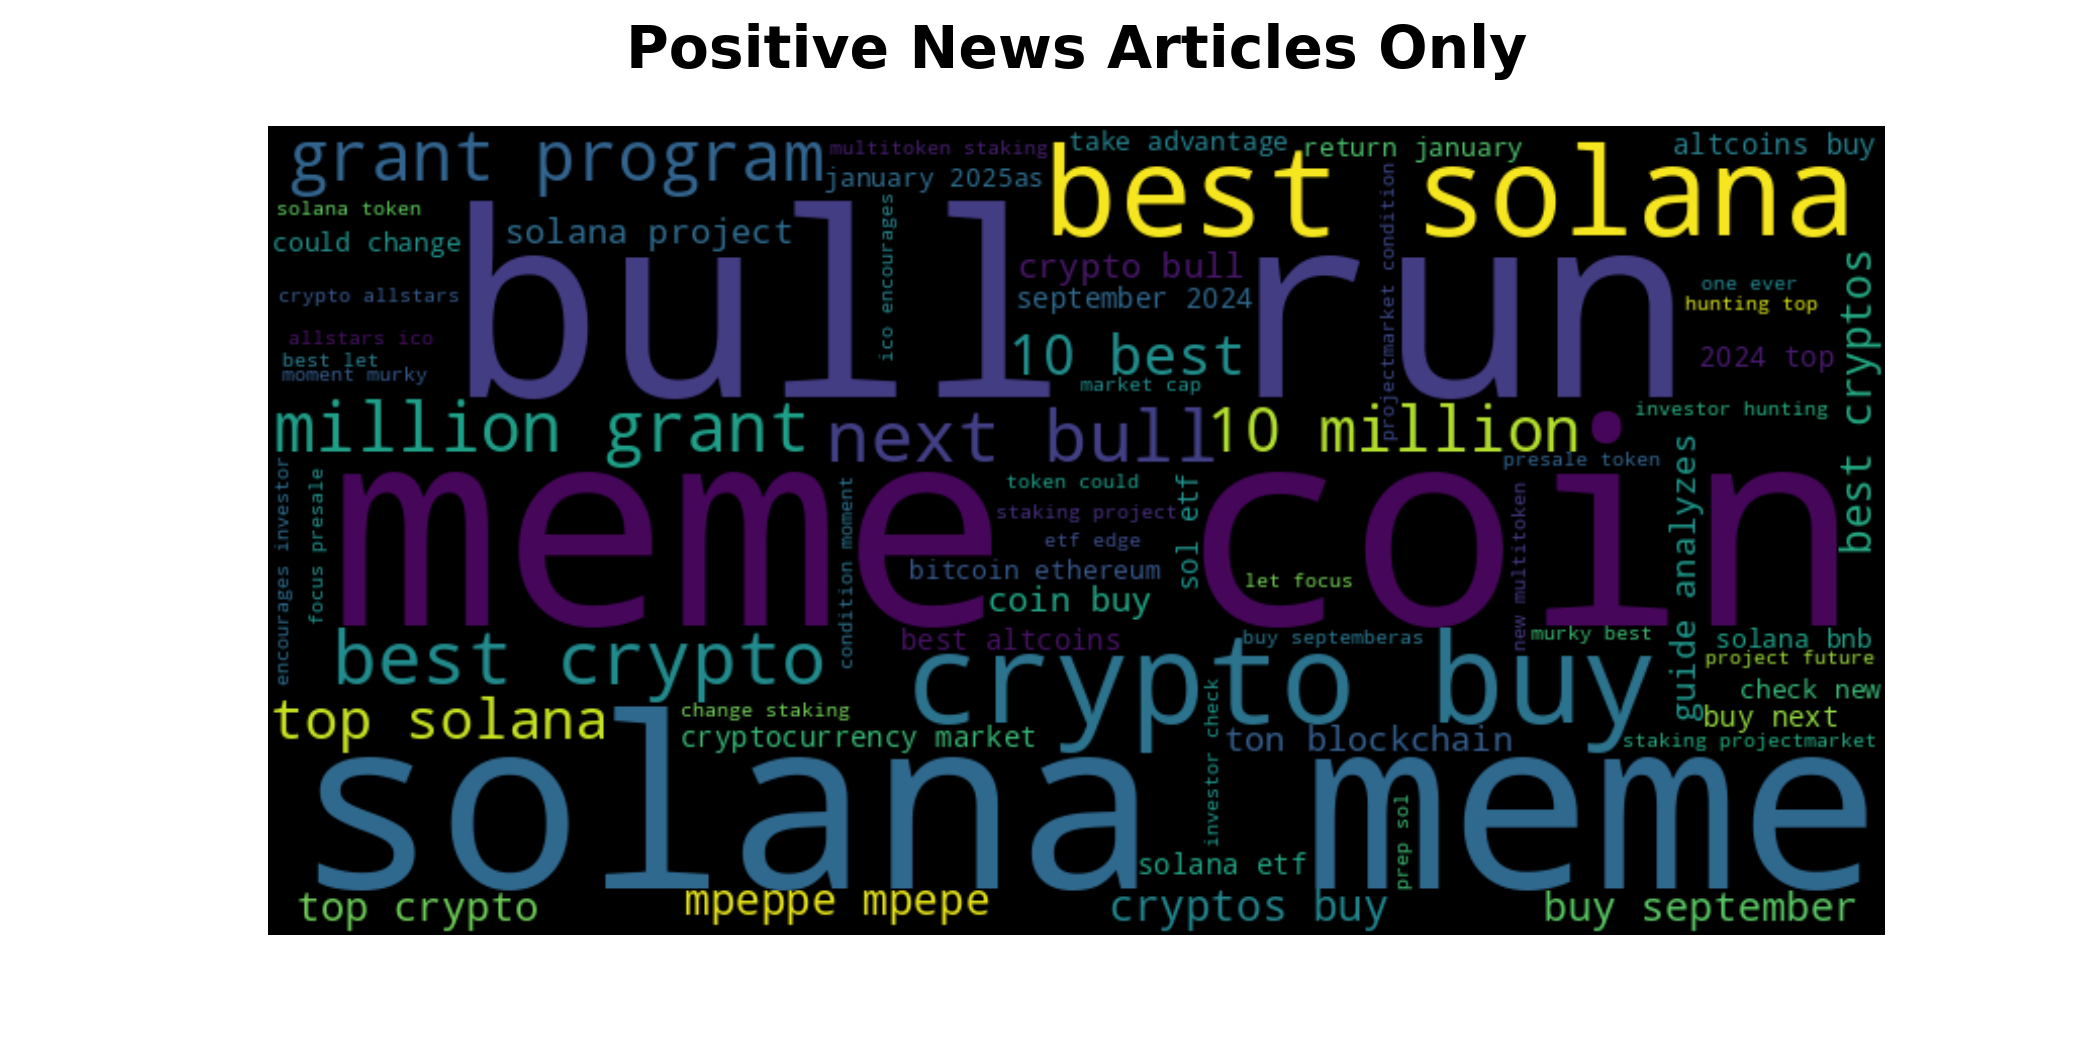 Positive News Articles Only
grant program
multitoken staking
take advantage
return january
altcoins buy
january 2025as
best solana
solana token
solana project
could change
bull run
ico encourages
projectmarket condition
crypto bull
september 2024
crypto allstars
one ever
hunting top
best cryptos
allstars ico
10 best
2024 top
best let
moment murky
market cap
million grant
next bull
10 million
investor hunting
presale token
meme coin
encourages investor
focus presale
condition moment
token could
staking project
sol etf
etf edge
bitcoin ethereum
let focus
coin buy
new multitoken
guide analyzes
best crypto
best altcoins
buy septemberas
murky best
solana bnb
crypto buy
project future
check new
top solana
change staking
buy next
cryptocurrency market
investor check
ton blockchain
staking projectmarket
solana meme
prep sol
solana etf
top crypto
mpeppe mpepe
cryptos buy
buy september